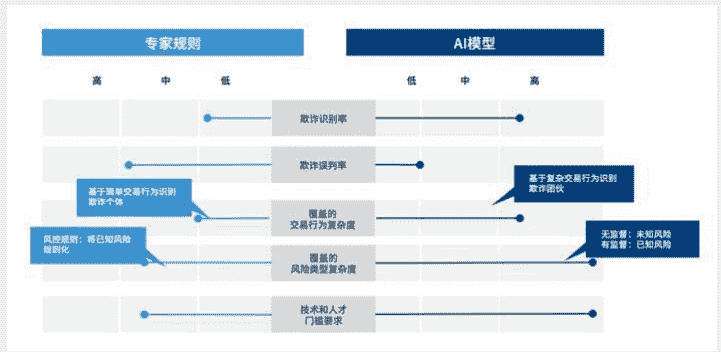 专家规则
AI模型
高 中 低
低 中 高
欺诈识别率
欺诈误判率
基于简单交易行为识别
欺诈个体
基于复杂交易行为识别
欺诈团伙
覆盖的
交易行为复杂度
风控规则：将已知风险
规则化
无监督：未知风险
有监督：已知风险
覆盖的
风险类型复杂度
技术和人才
门槛要求